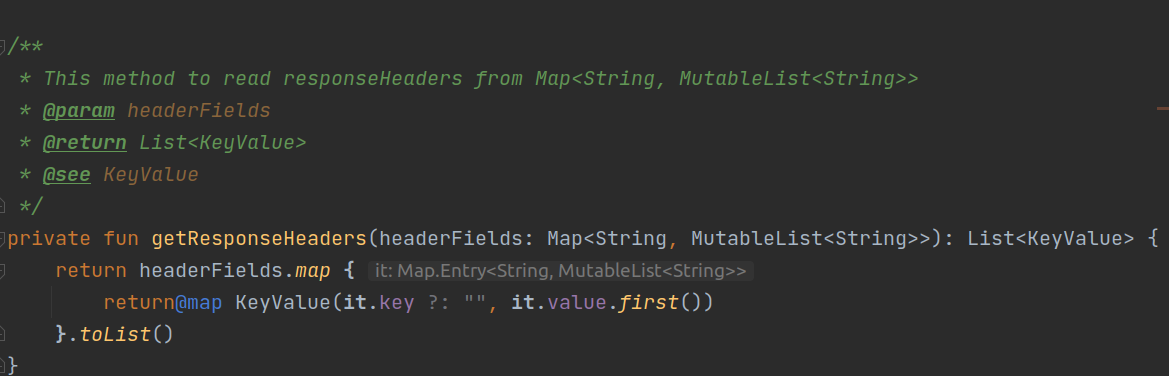 /**
 * This method to read responseHeaders from Map<String, MutableList<String>>
 * @param headerFields
 * @return List<KeyValue>
 * @see KeyValue
 */
private fun getResponseHeaders(headerFields: Map<String, MutableList<String>>): List<KeyValue> {
    return headerFields.map { it: Map.Entry<String, MutableList<String>>
        return@map KeyValue(it.key ?: "", it.value.first())
    }.toList()
}